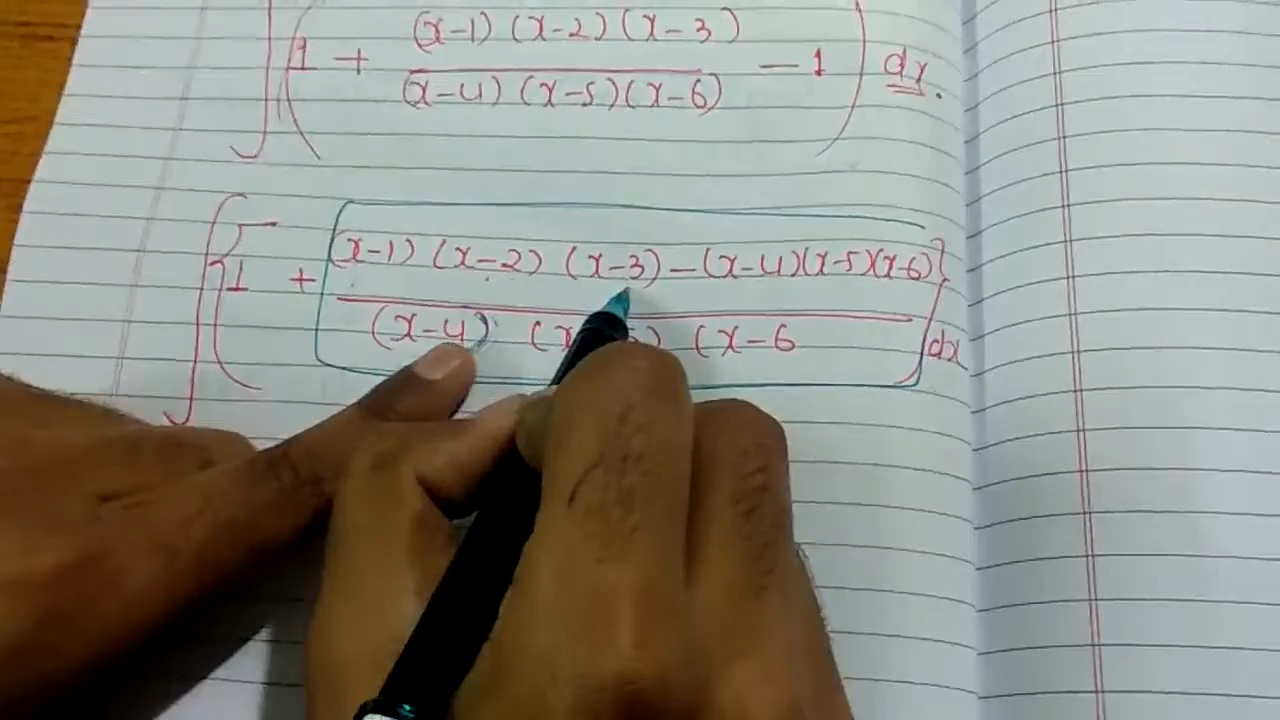 (x-1) (x-2) (x-3)
∫ ( 1 + ——— - 1 ) dx.
(x-4) (x-5) (x-6)
(x-1) (x-2) (x-3) - (x-4)(x-5)(x-6)
∫ { 1 + ——— } dx
(x-4) (x 5) (x-6